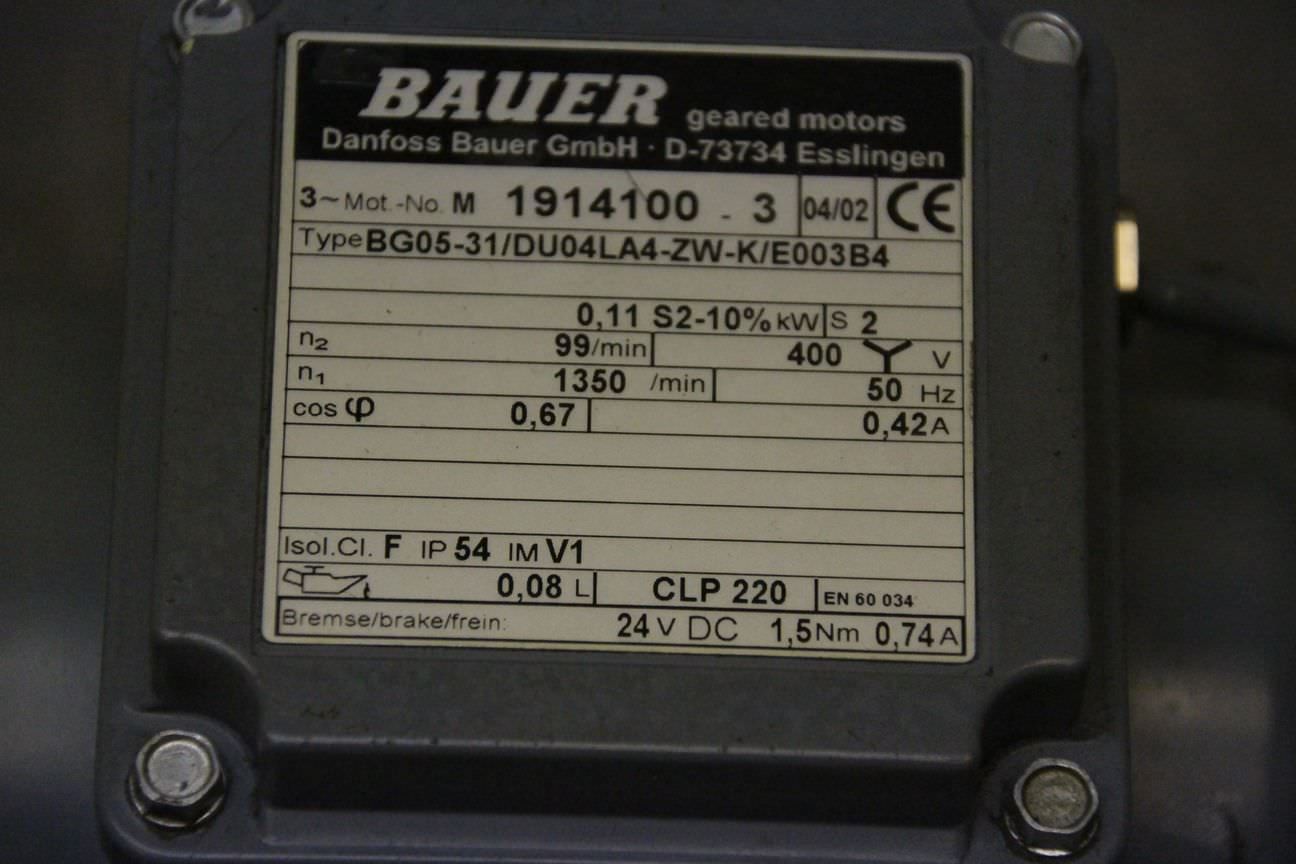 BAUER geared motors
Danfoss Bauer GmbH · D-73734 Esslingen
3~ Mot.-No. M 1914100 - 3 04/02 CE
Type BG05-31/DU04LA4-ZW-K/E003B4
0,11 S2-10% kW S 2
n2 99/min 400 Y V
n1 1350 /min 50 Hz
cos φ 0,67 0,42 A
Isol.Cl. F IP 54 IM V1
0,08 L CLP 220 EN 60 034
Bremse/brake/frein: 24 V DC 1,5 Nm 0,74 A